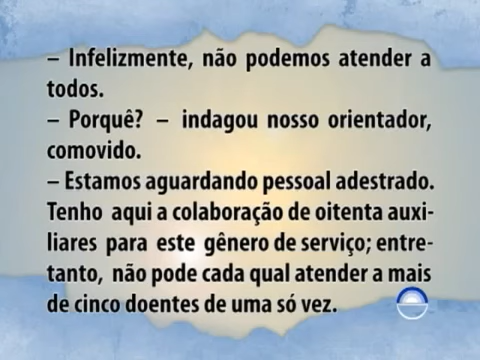 – Infelizmente, não podemos atender a
todos.
– Porquê? – indagou nosso orientador,
comovido.
– Estamos aguardando pessoal adestrado.
Tenho aqui a colaboração de oitenta auxi-
liares para este gênero de serviço; entre-
tanto, não pode cada qual atender a mais
de cinco doentes de uma só vez.